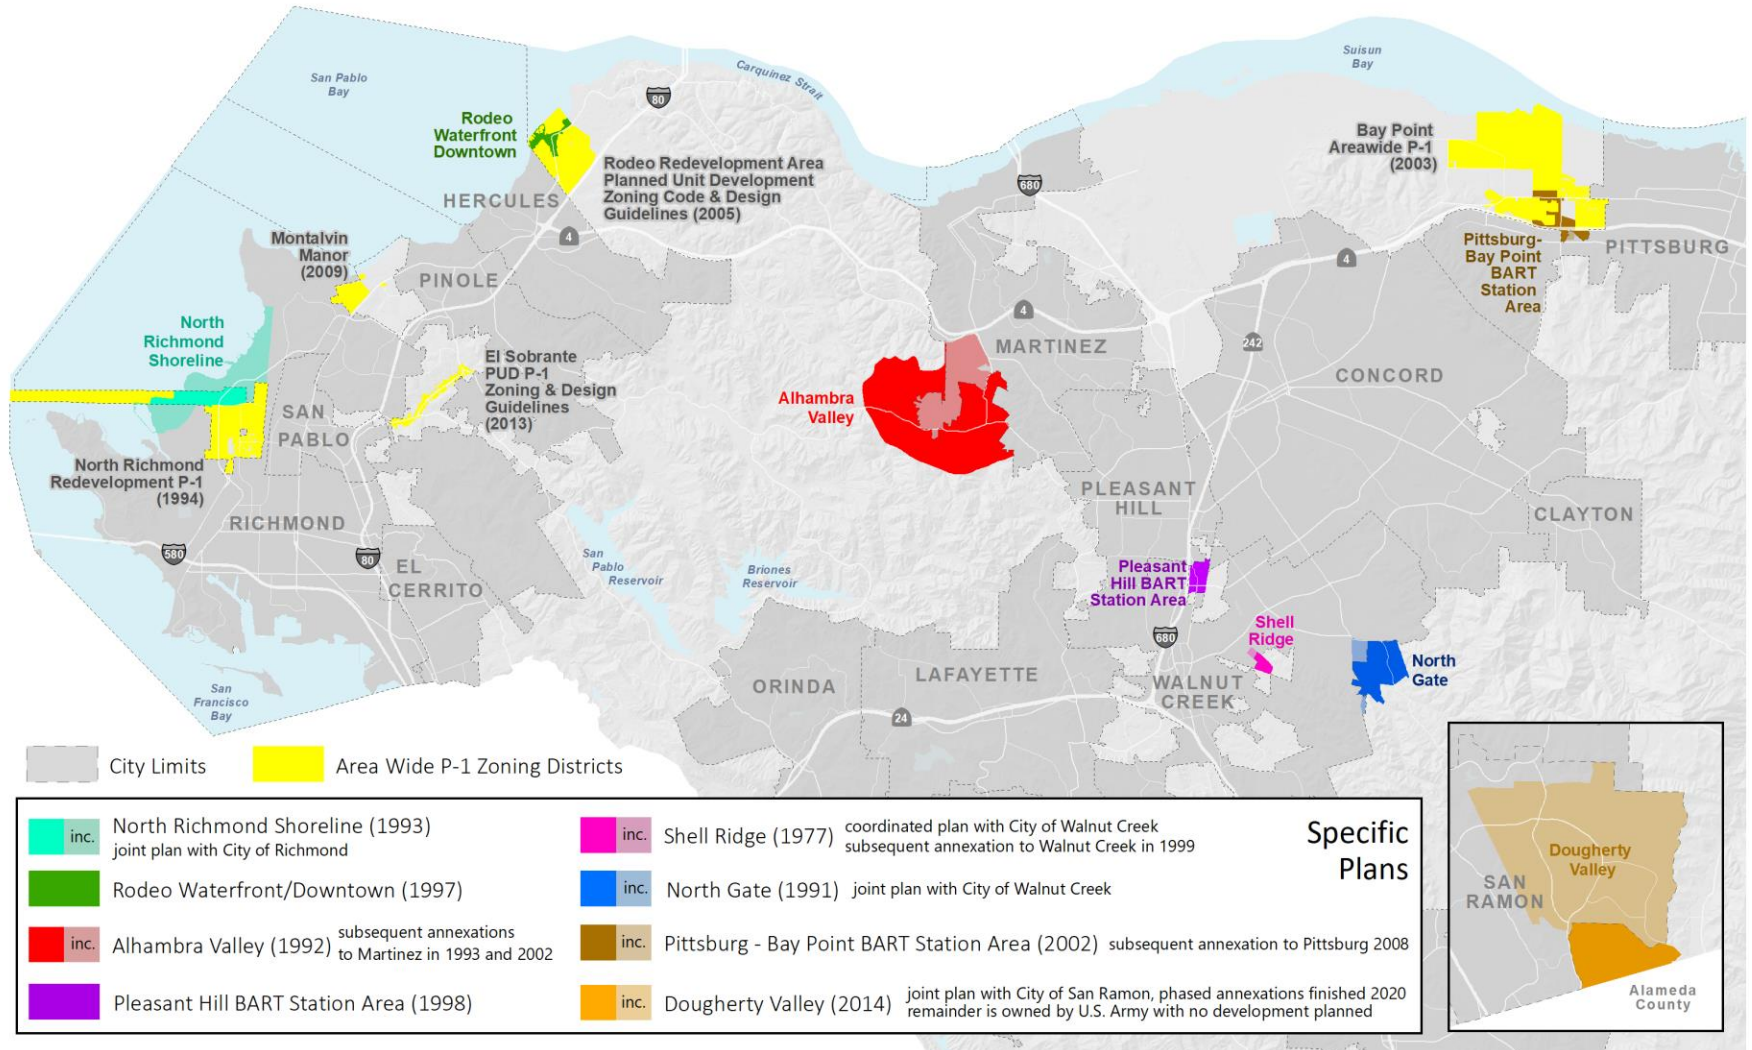 San Pablo
Bay
Carquinez Strait
Suisun
Bay
80
Rodeo
Waterfront
Downtown
Rodeo Redevelopment Area
Planned Unit Development
Zoning Code & Design
Guidelines (2005)
Bay Point
Areawide P-1
(2003)
680
HERCULES
4
Montalvin
Manor
(2009)
PINOLE
4
Pittsburg-
Bay Point
BART
Station
Area
PITTSBURG
North
Richmond
Shoreline
4
MARTINEZ
242
CONCORD
El Sobrante
PUD P-1
Zoning & Design
Guidelines
(2013)
SAN
PABLO
Alhambra
Valley
North Richmond
Redevelopment P-1
(1994)
PLEASANT
HILL
CLAYTON
RICHMOND
580
80
EL
CERRITO
San
Pablo
Reservoir
Briones
Reservoir
Pleasant
Hill BART
Station Area
680
Shell
Ridge
North
Gate
San
Francisco
Bay
ORINDA
LAFAYETTE
WALNUT
CREEK
24
City Limits
Area Wide P-1 Zoning Districts
Specific
Plans
inc.
North Richmond Shoreline (1993)
joint plan with City of Richmond
Rodeo Waterfront/Downtown (1997)
inc.
Alhambra Valley (1992)
subsequent annexations
to Martinez in 1993 and 2002
Pleasant Hill BART Station Area (1998)
inc.
Shell Ridge (1977)
coordinated plan with City of Walnut Creek
subsequent annexation to Walnut Creek in 1999
inc.
North Gate (1991)
joint plan with City of Walnut Creek
inc.
Pittsburg - Bay Point BART Station Area (2002)
subsequent annexation to Pittsburg 2008
inc.
Dougherty Valley (2014)
joint plan with City of San Ramon, phased annexations finished 2020
remainder is owned by U.S. Army with no development planned
Dougherty
Valley
SAN
RAMON
Alameda
County